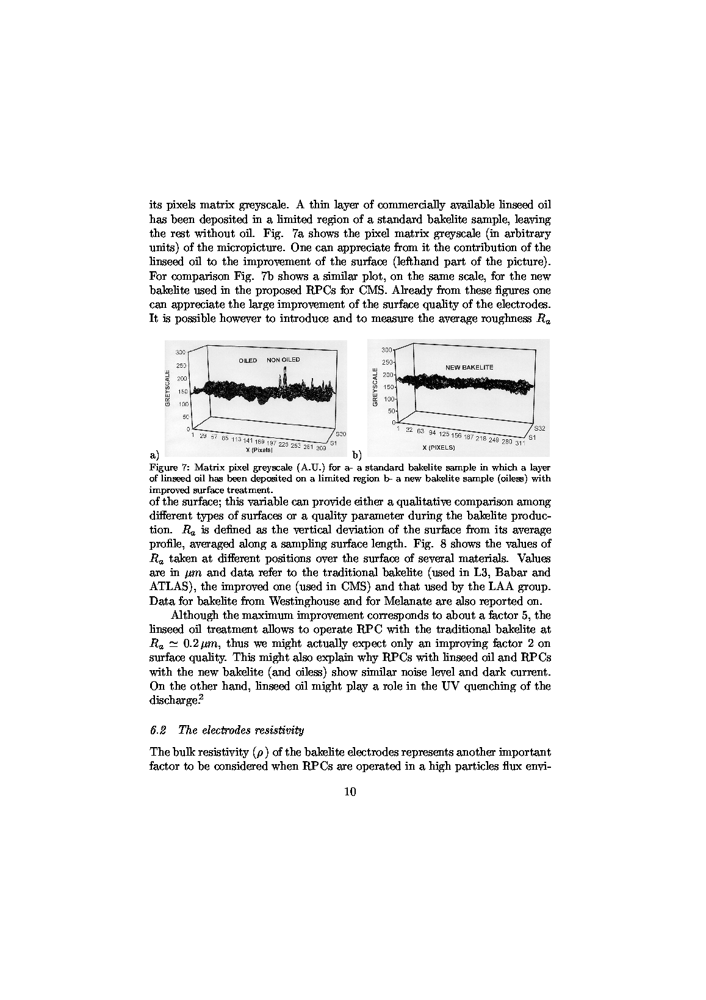 its pixels matrix greyscale. A thin layer of commercially available linseed oil
has been deposited in a limited region of a standard bakelite sample, leaving
the rest without oil. Fig. 7a shows the pixel matrix greyscale (in arbitrary
units) of the micropicture. One can appreciate from it the contribution of the
linseed oil to the improvement of the surface (lefthand part of the picture).
For comparison Fig. 7b shows a similar plot, on the same scale, for the new
bakelite used in the proposed RPCs for CMS. Already from these figures one
can appreciate the large improvement of the surface quality of the electrodes.
It is possible however to introduce and to measure the average roughness Rₐ
a)
GREYSCALE
300
250
200
150
100
50
0
OILED NON OILED
1 29 57 85 113 141 169 197 225 253 281 309
S1
S30
X (Pixels)
b)
GREYSCALE
300
250
200
150
100
50
0
NEW BAKELITE
1 32 63 94 125 156 187 218 249 280 311
S1
S32
X (PIXELS)
Figure 7: Matrix pixel greyscale (A.U.) for a- a standard bakelite sample in which a layer
of linseed oil has been deposited on a limited region b- a new bakelite sample (oiless) with
improved surface treatment.
of the surface; this variable can provide either a qualitative comparison among
different types of surfaces or a quality parameter during the bakelite produc-
tion. Rₐ is defined as the vertical deviation of the surface from its average
profile, averaged along a sampling surface length. Fig. 8 shows the values of
Rₐ taken at different positions over the surface of several materials. Values
are in μm and data refer to the traditional bakelite (used in L3, Babar and
ATLAS), the improved one (used in CMS) and that used by the LAA group.
Data for bakelite from Westinghouse and for Melanate are also reported on.
Although the maximum improvement corresponds to about a factor 5, the
linseed oil treatment allows to operate RPC with the traditional bakelite at
Rₐ ≃ 0.2 μm, thus we might actually expect only an improving factor 2 on
surface quality. This might also explain why RPCs with linseed oil and RPCs
with the new bakelite (and oiless) show similar noise level and dark current.
On the other hand, linseed oil might play a role in the UV quenching of the
discharge.²
6.2 The electrodes resistivity
The bulk resistivity (ρ) of the bakelite electrodes represents another important
factor to be considered when RPCs are operated in a high particles flux envi-
10